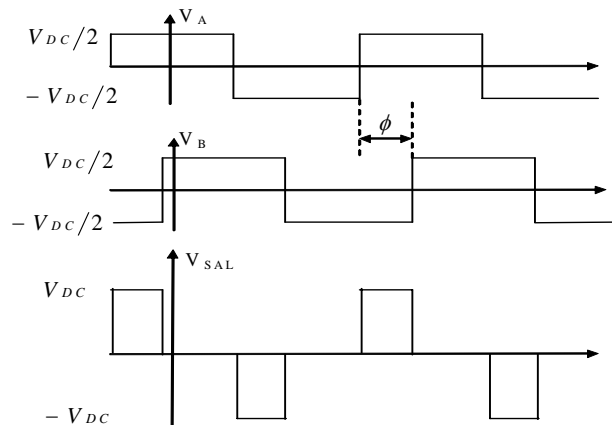 V A
V DC/2
– V DC/2
ϕ
V B
V DC/2
– V DC/2
V SAL
V DC
– V DC